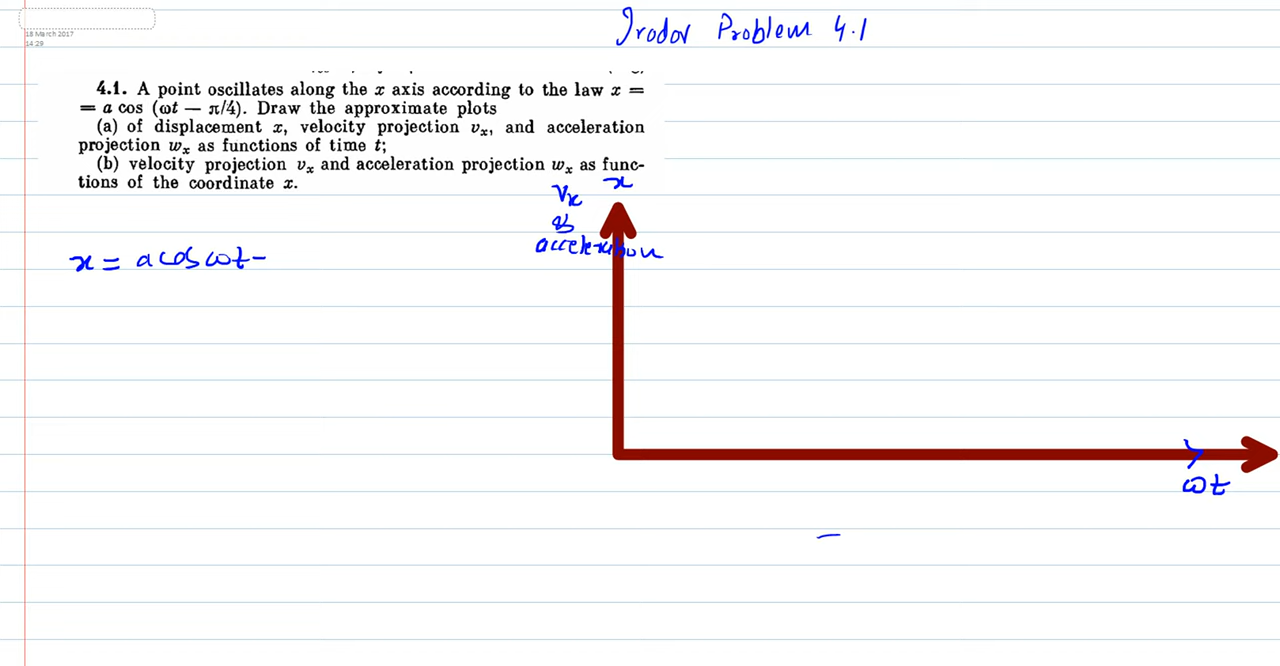 18 March 2017
14:29
Irodov Problem 4.1
4.1. A point oscillates along the x axis according to the law x =
= a cos (ωt — π/4). Draw the approximate plots
(a) of displacement x, velocity projection vₓ, and acceleration
projection wₓ as functions of time t;
(b) velocity projection vₓ and acceleration projection wₓ as func-
tions of the coordinate x.
Vx x
acceleration
x = a cos ωt -
ωt